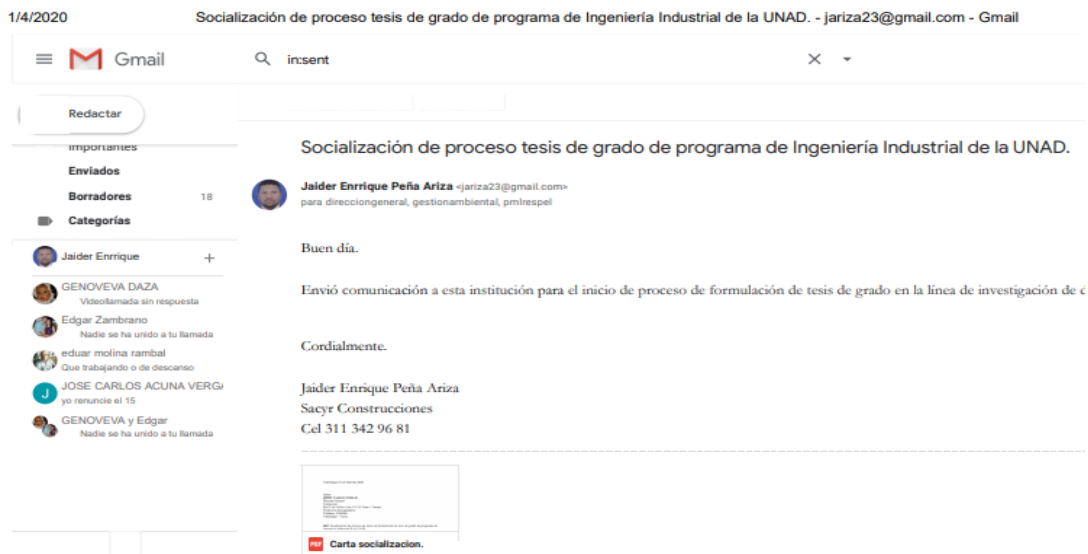 1/4/2020
Socialización de proceso tesis de grado de programa de Ingeniería Industrial de la UNAD. - jariza23@gmail.com - Gmail
Gmail
in:sent
Redactar
Importantes
Enviados
Borradores 18
Categorías
Jaider Enrrique
GENOVEVA DAZA
Videollamada sin respuesta
Edgar Zambrano
Nadie se ha unido a tu llamada
eduar molina rambal
Que trabajando o de descanso
J
JOSE CARLOS ACUNA VERGA
yo renuncie el 15
GENOVEVA y Edgar
Nadie se ha unido a tu llamada
Socialización de proceso tesis de grado de programa de Ingeniería Industrial de la UNAD.
Jaider Enrrique Peña Ariza <jariza23@gmail.com>
para direcciongeneral, gestionambiental, pmlrespel
Buen día.
Envió comunicación a esta institución para el inicio de proceso de formulación de tesis de grado en la línea de investigación de
Cordialmente.
Jaider Enrique Peña Ariza
Sacyr Construcciones
Cel 311 342 96 81
PDF Carta socializacion.